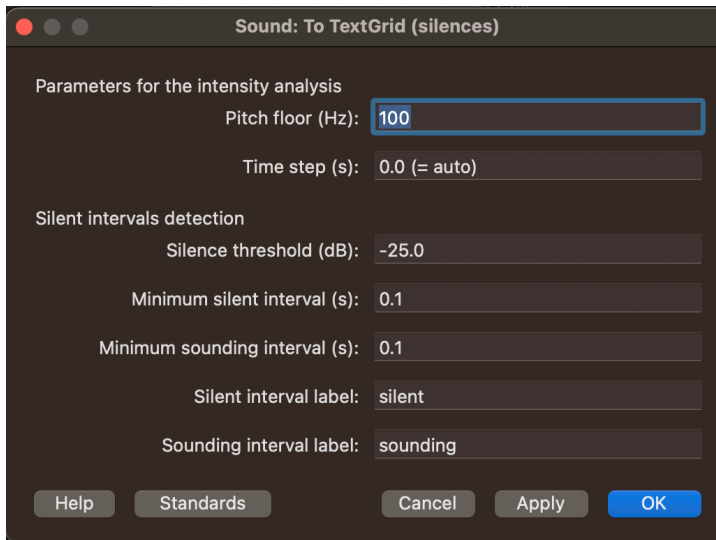 Sound: To TextGrid (silences)
Parameters for the intensity analysis
Pitch floor (Hz): 100
Time step (s): 0.0 (= auto)
Silent intervals detection
Silence threshold (dB): -25.0
Minimum silent interval (s): 0.1
Minimum sounding interval (s): 0.1
Silent interval label: silent
Sounding interval label: sounding
Help Standards Cancel Apply OK